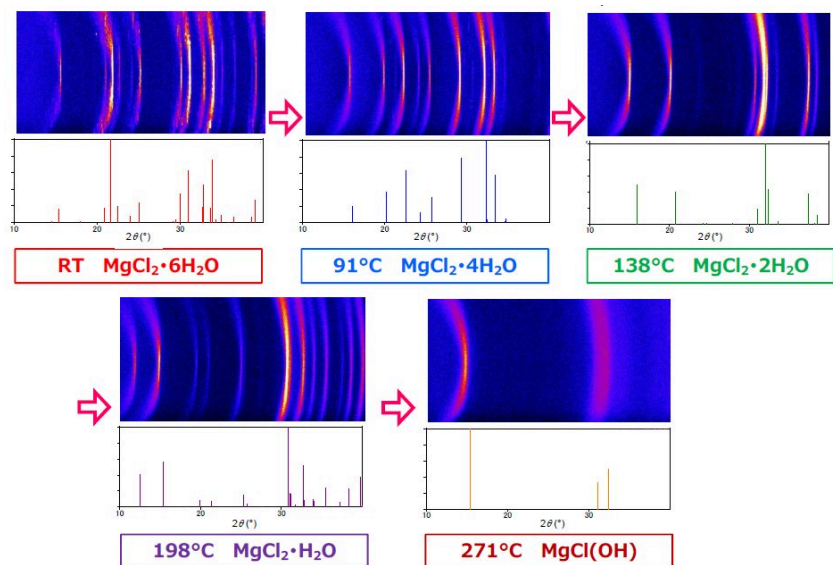 10 20 30
2θ(°)
10 20 30
2θ(°)
10 20 30
2θ(°)
RT MgCl₂•6H₂O
91°C MgCl₂•4H₂O
138°C MgCl₂•2H₂O
10 20 30
2θ(°)
10 20 30
2θ(°)
198°C MgCl₂•H₂O
271°C MgCl(OH)